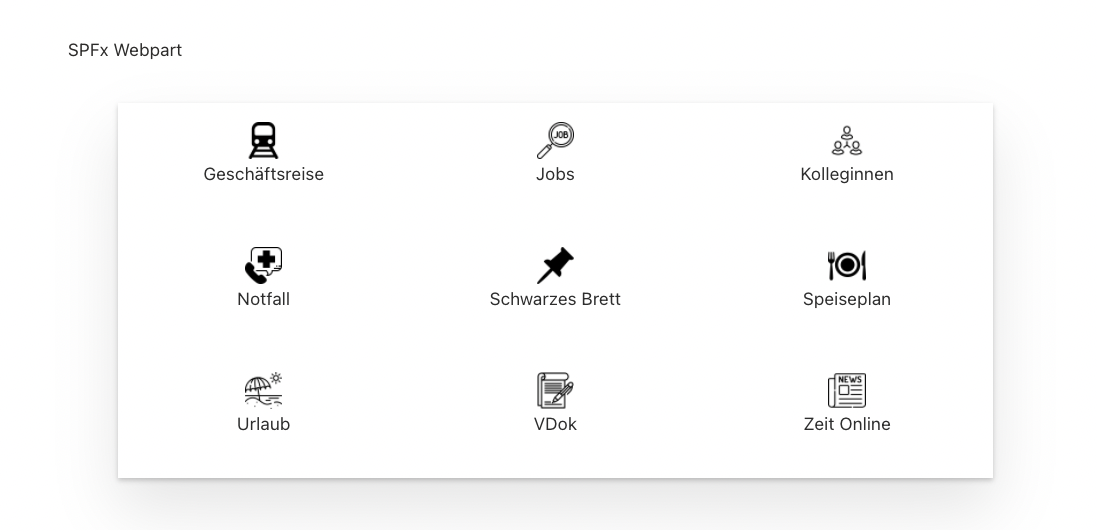 SPFx Webpart
JOB
Geschäftsreise
Jobs
Kolleginnen
Notfall
Schwarzes Brett
Speiseplan
NEWS
Urlaub
VDok
Zeit Online